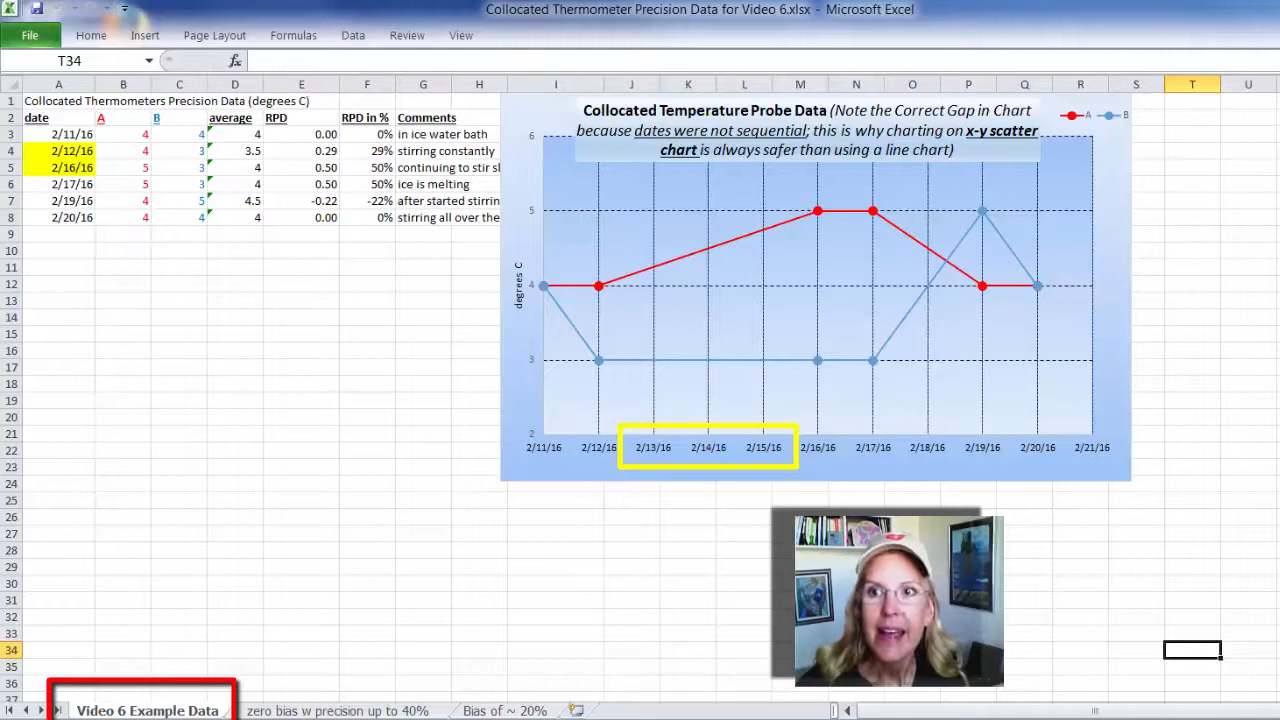 Collocated Thermometer Precision Data for Video 6.xlsx - Microsoft Excel
File Home Insert Page Layout Formulas Data Review View
T34 fx
A B C D E F G H I J K L M N O P Q R S T U
1 Collocated Thermometers Precision Data (degrees C)
2 date A B average RPD RPD in % Comments
3 2/11/16 4 4 4 0.00 0% in ice water bath
4 2/12/16 4 3 3.5 0.29 29% stirring constantly
5 2/16/16 5 3 4 0.50 50% continuing to stir sl
6 2/17/16 5 3 4 0.50 50% ice is melting
7 2/19/16 4 5 4.5 -0.22 -22% after started stirrin
8 2/20/16 4 4 4 0.00 0% stirring all over the
9
10
11
12
13
14
15
16
17
18
19
20
21
22
23
24
25
26
27
28
29
30
31
32
33
34
35
36
37
Collocated Temperature Probe Data (Note the Correct Gap in Chart
because dates were not sequential; this is why charting on x-y scatter
chart is always safer than using a line chart)
A B
degrees C
6
5
4
3
2
2/11/16 2/12/16 2/13/16 2/14/16 2/15/16 2/16/16 2/17/16 2/18/16 2/19/16 2/20/16 2/21/16
Video 6 Example Data zero bias w precision up to 40% Bias of ~ 20%